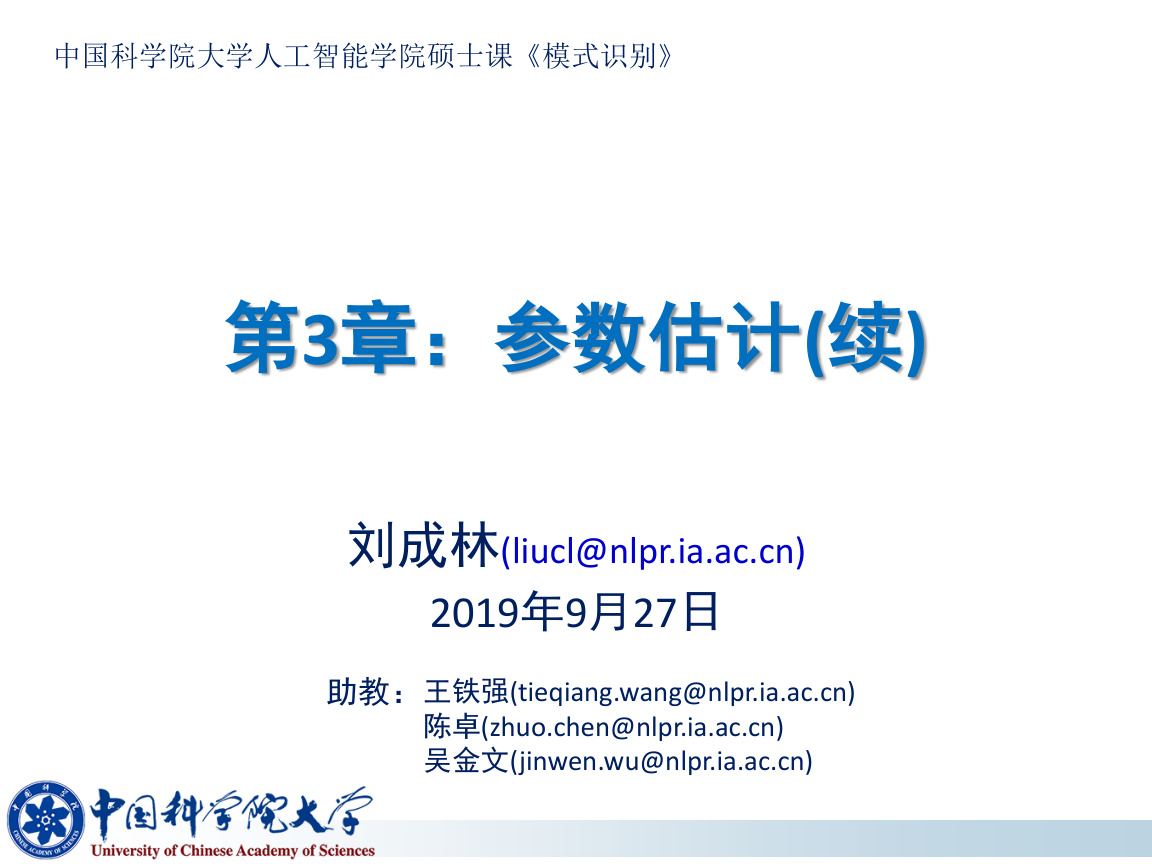 中国科学院大学人工智能学院硕士课《模式识别》
第3章：参数估计(续)
刘成林(liucl@nlpr.ia.ac.cn)
2019年9月27日
助教：王铁强(tieqiang.wang@nlpr.ia.ac.cn)
陈卓(zhuo.chen@nlpr.ia.ac.cn)
吴金文(jinwen.wu@nlpr.ia.ac.cn)
中国科学院大学
University of Chinese Academy of Sciences